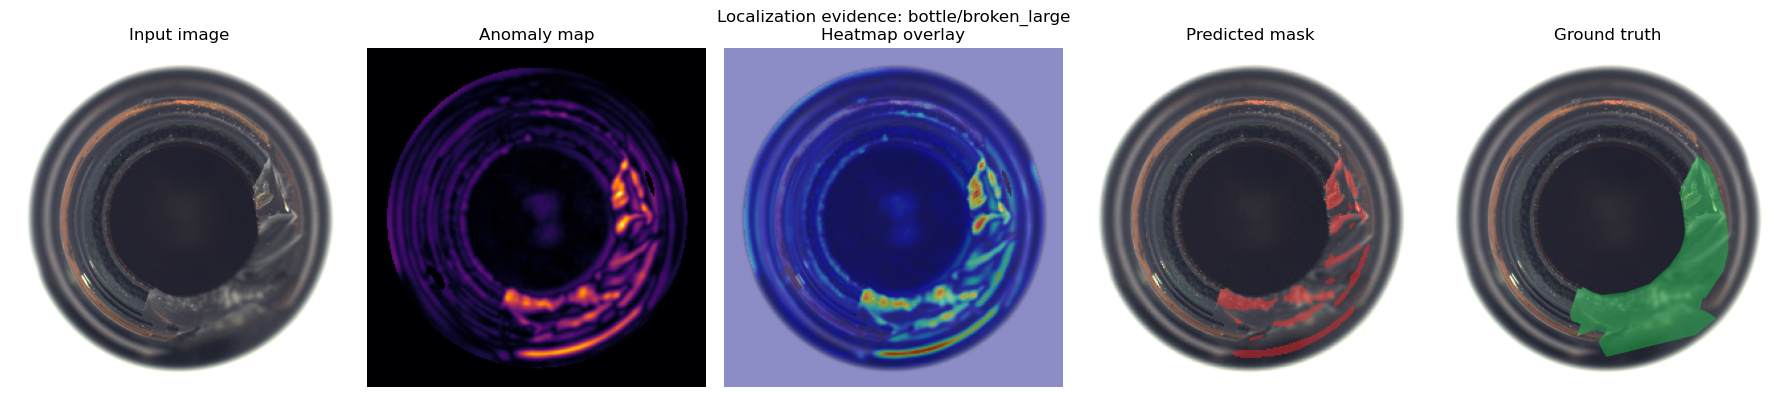 Input image
Anomaly map
Localization evidence: bottle/broken_large
Heatmap overlay
Predicted mask
Ground truth